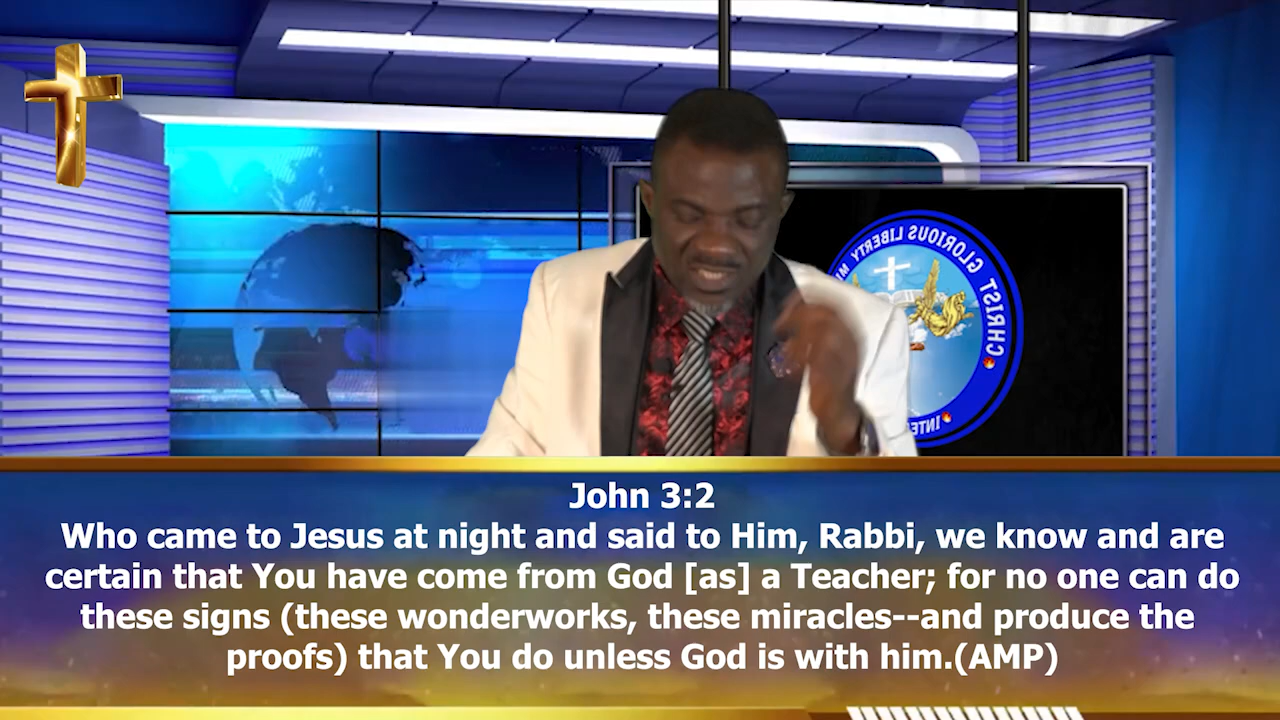 CHRIST GLORIOUS LIBERTY
John 3:2
Who came to Jesus at night and said to Him, Rabbi, we know and are
certain that You have come from God [as] a Teacher; for no one can do
these signs (these wonderworks, these miracles--and produce the
proofs) that You do unless God is with him.(AMP)